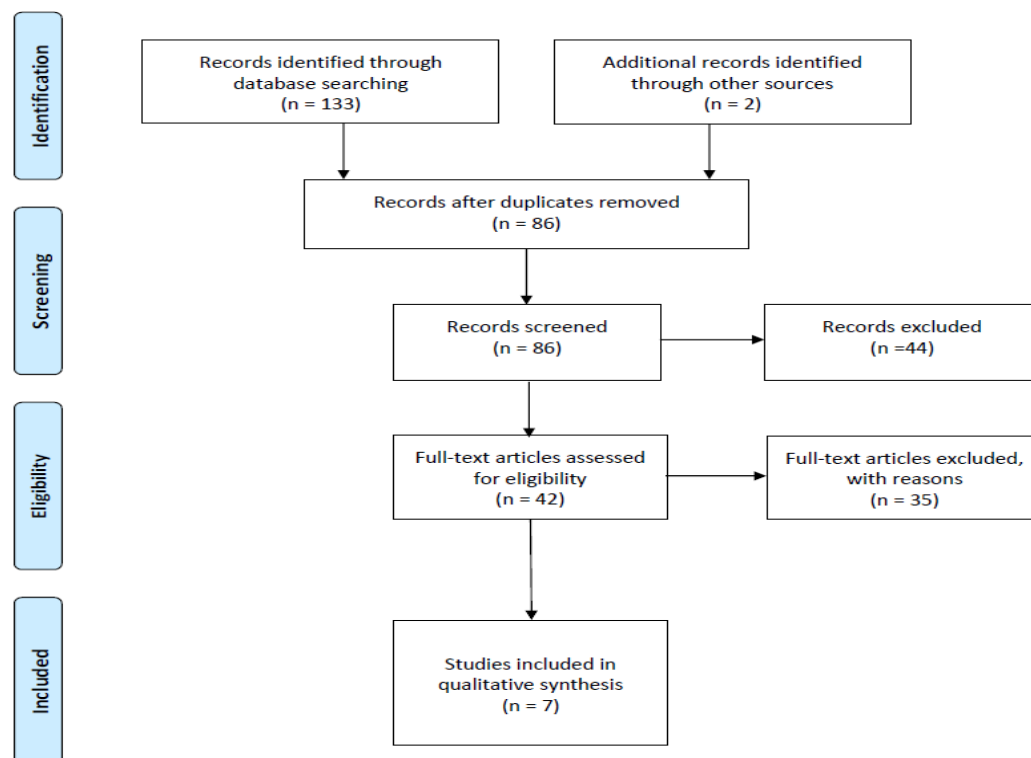 Identification
Records identified through
database searching
(n = 133)
Additional records identified
through other sources
(n = 2)
Records after duplicates removed
(n = 86)
Screening
Records screened
(n = 86)
Records excluded
(n =44)
Eligibility
Full-text articles assessed
for eligibility
(n = 42)
Full-text articles excluded,
with reasons
(n = 35)
Included
Studies included in
qualitative synthesis
(n = 7)